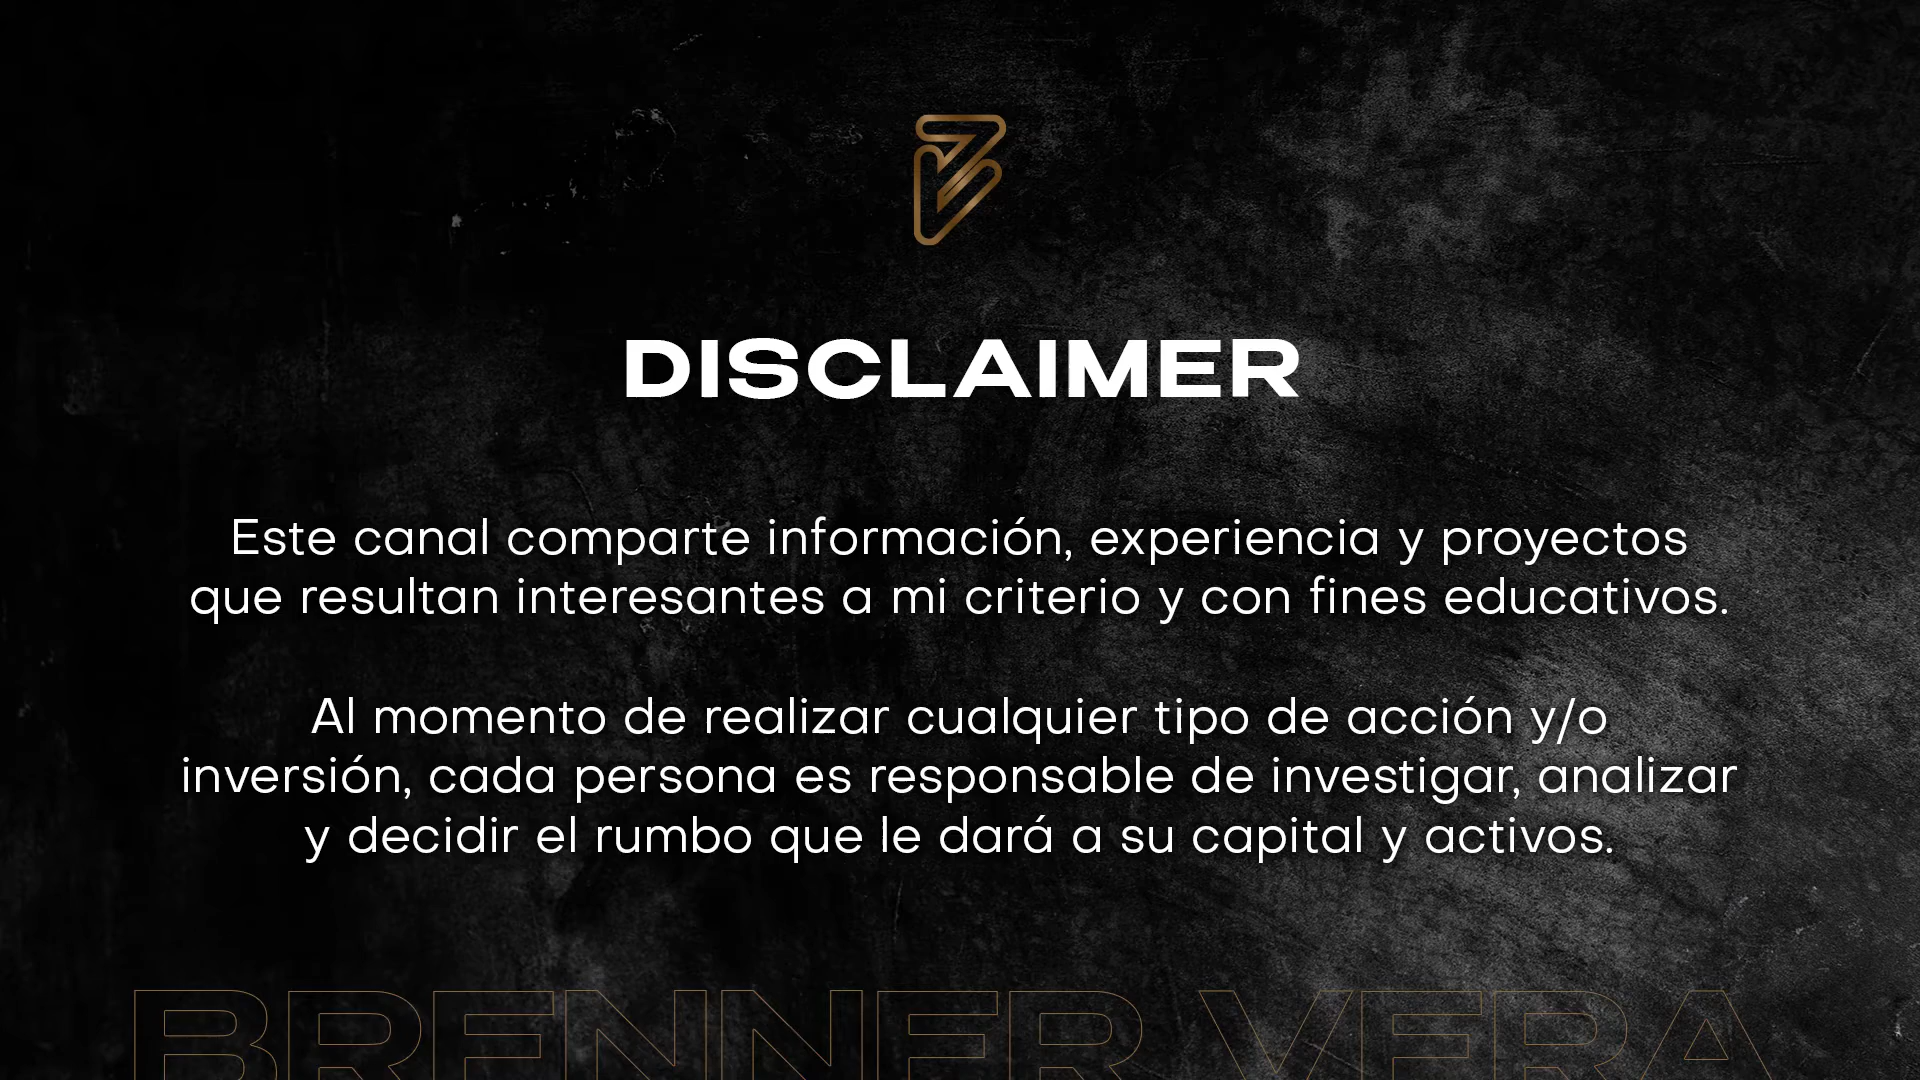 DISCLAIMER
Este canal comparte información, experiencia y proyectos
que resultan interesantes a mi criterio y con fines educativos.
Al momento de realizar cualquier tipo de acción y/o
inversión, cada persona es responsable de investigar, analizar
y decidir el rumbo que le dará a su capital y activos.
BRENNER VERA